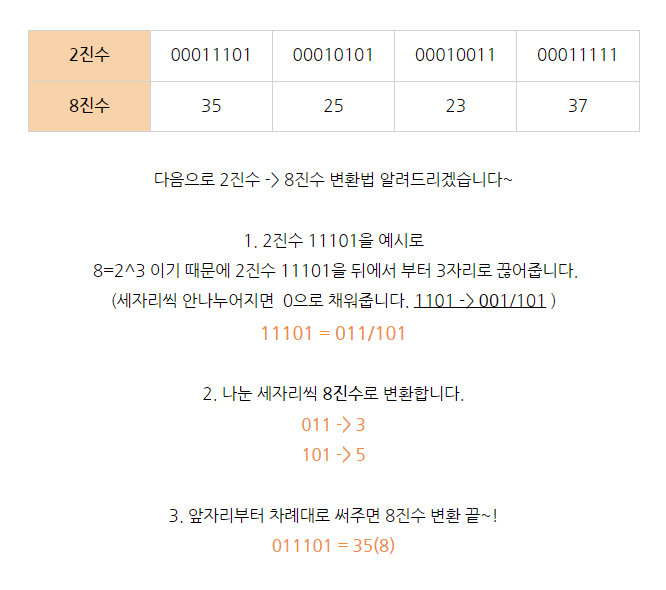 2진수 00011101 00010101 00010011 00011111
8진수 35 25 23 37
다음으로 2진수 -> 8진수 변환법 알려드리겠습니다~
1. 2진수 11101을 예시로
8=2^3 이기 때문에 2진수 11101을 뒤에서 부터 3자리로 끊어줍니다.
(세자리씩 안나누어지면 0으로 채워줍니다. 1101 -> 001/101 )
11101 = 011/101
2. 나눈 세자리씩 8진수로 변환합니다.
011 -> 3
101 -> 5
3. 앞자리부터 차례대로 써주면 8진수 변환 끝~!
011101 = 35(8)